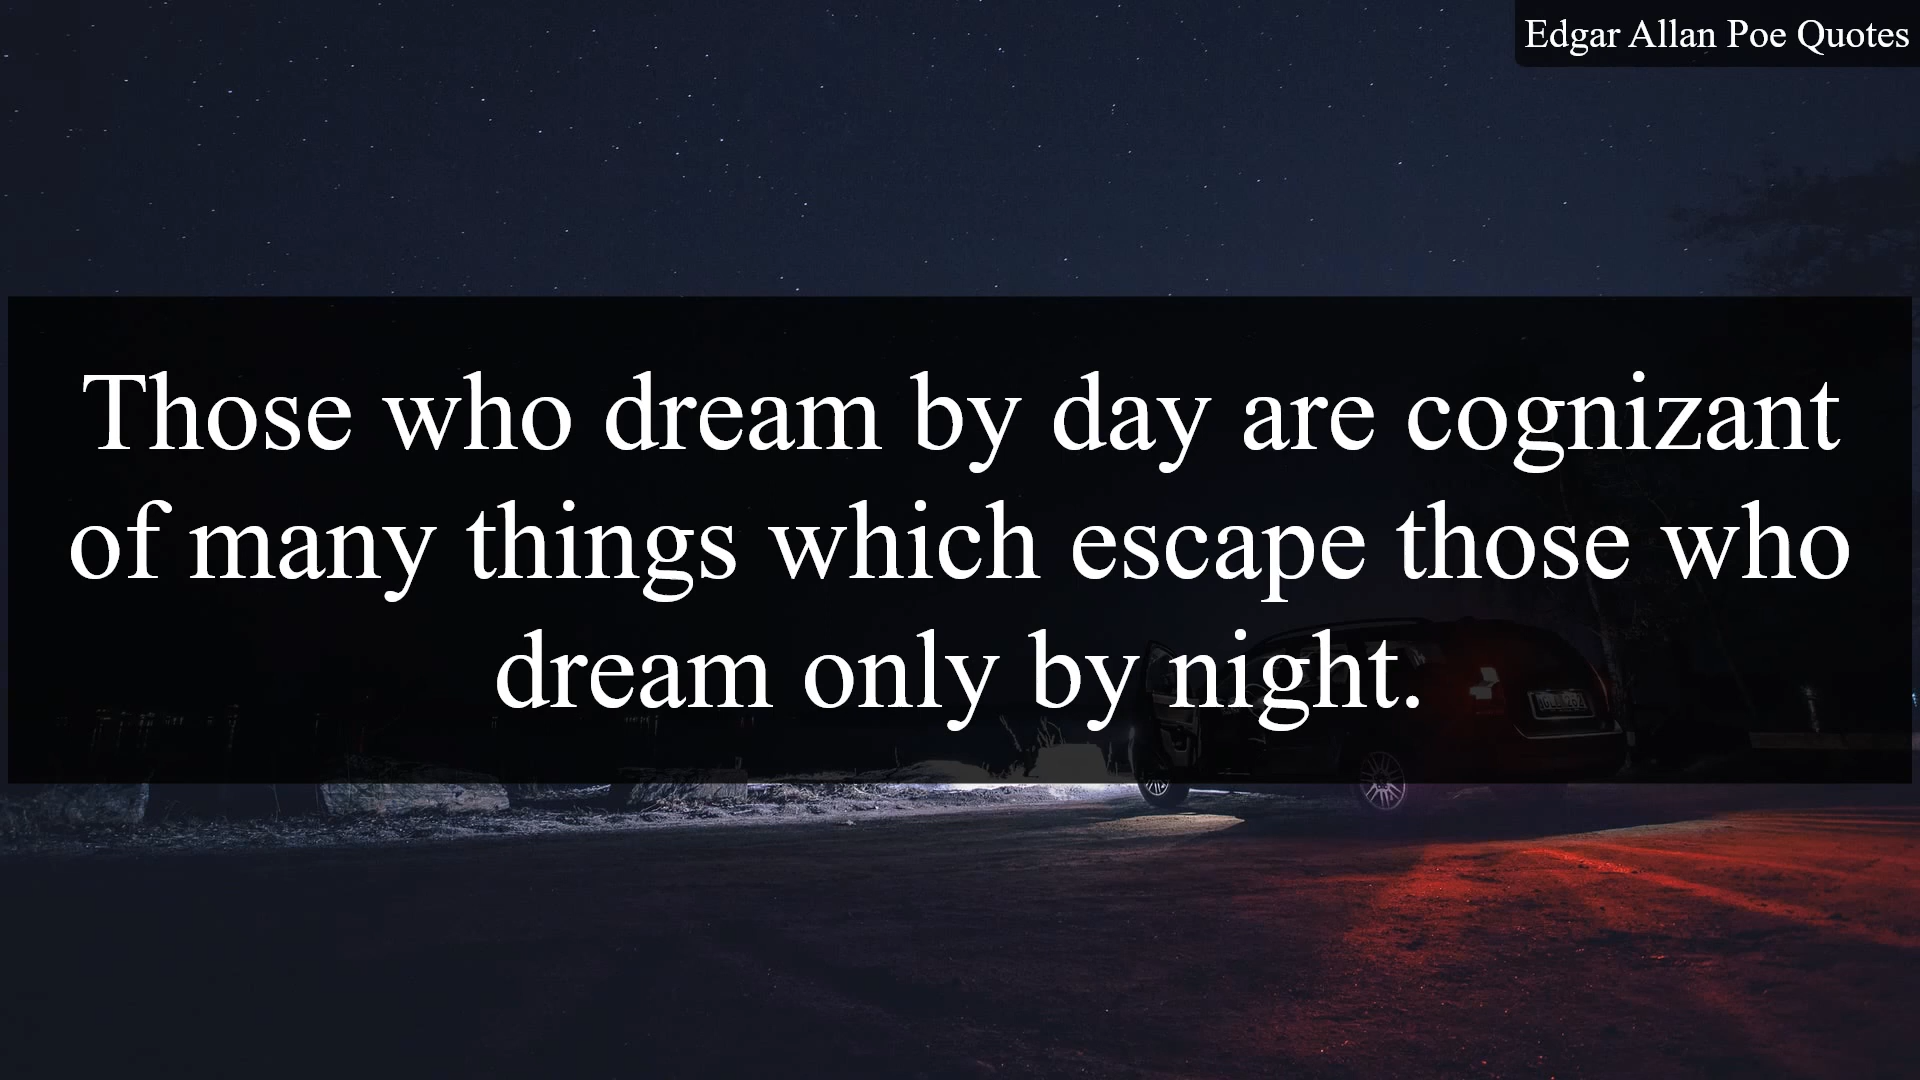 Edgar Allan Poe Quotes
Those who dream by day are cognizant
of many things which escape those who
dream only by night.